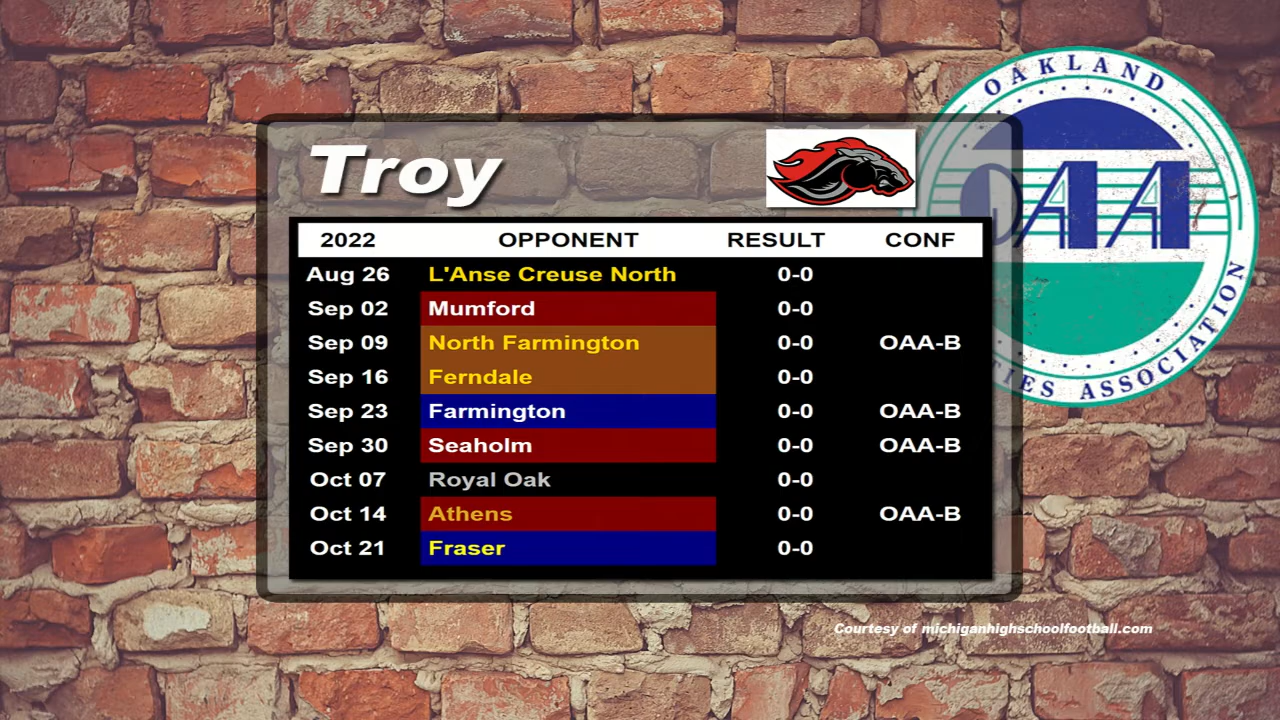 OAKLAND
Troy
OAA
2022 OPPONENT RESULT CONF
Aug 26 L'Anse Creuse North 0-0
Sep 02 Mumford 0-0
Sep 09 North Farmington 0-0 OAA-B
Sep 16 Ferndale 0-0
Sep 23 Farmington 0-0 OAA-B
Sep 30 Seaholm 0-0 OAA-B
Oct 07 Royal Oak 0-0
Oct 14 Athens 0-0 OAA-B
Oct 21 Fraser 0-0
TIES ASSOCIATION
Courtesy of michiganhighschoolfootball.com